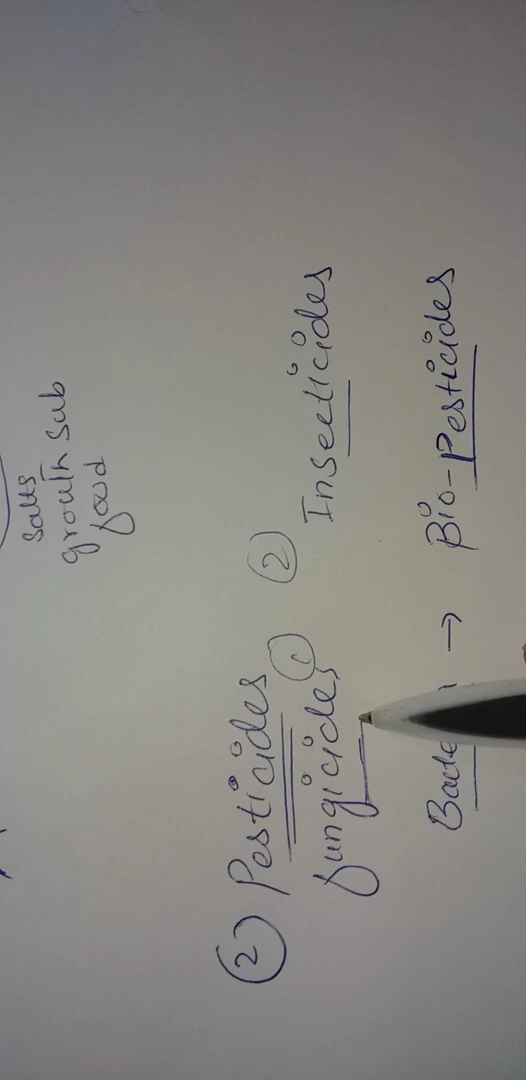 salts
growth sub
food
(2) Pesticides
(1) (2)
fungicides Insecticides
→ Bio-Pesticides